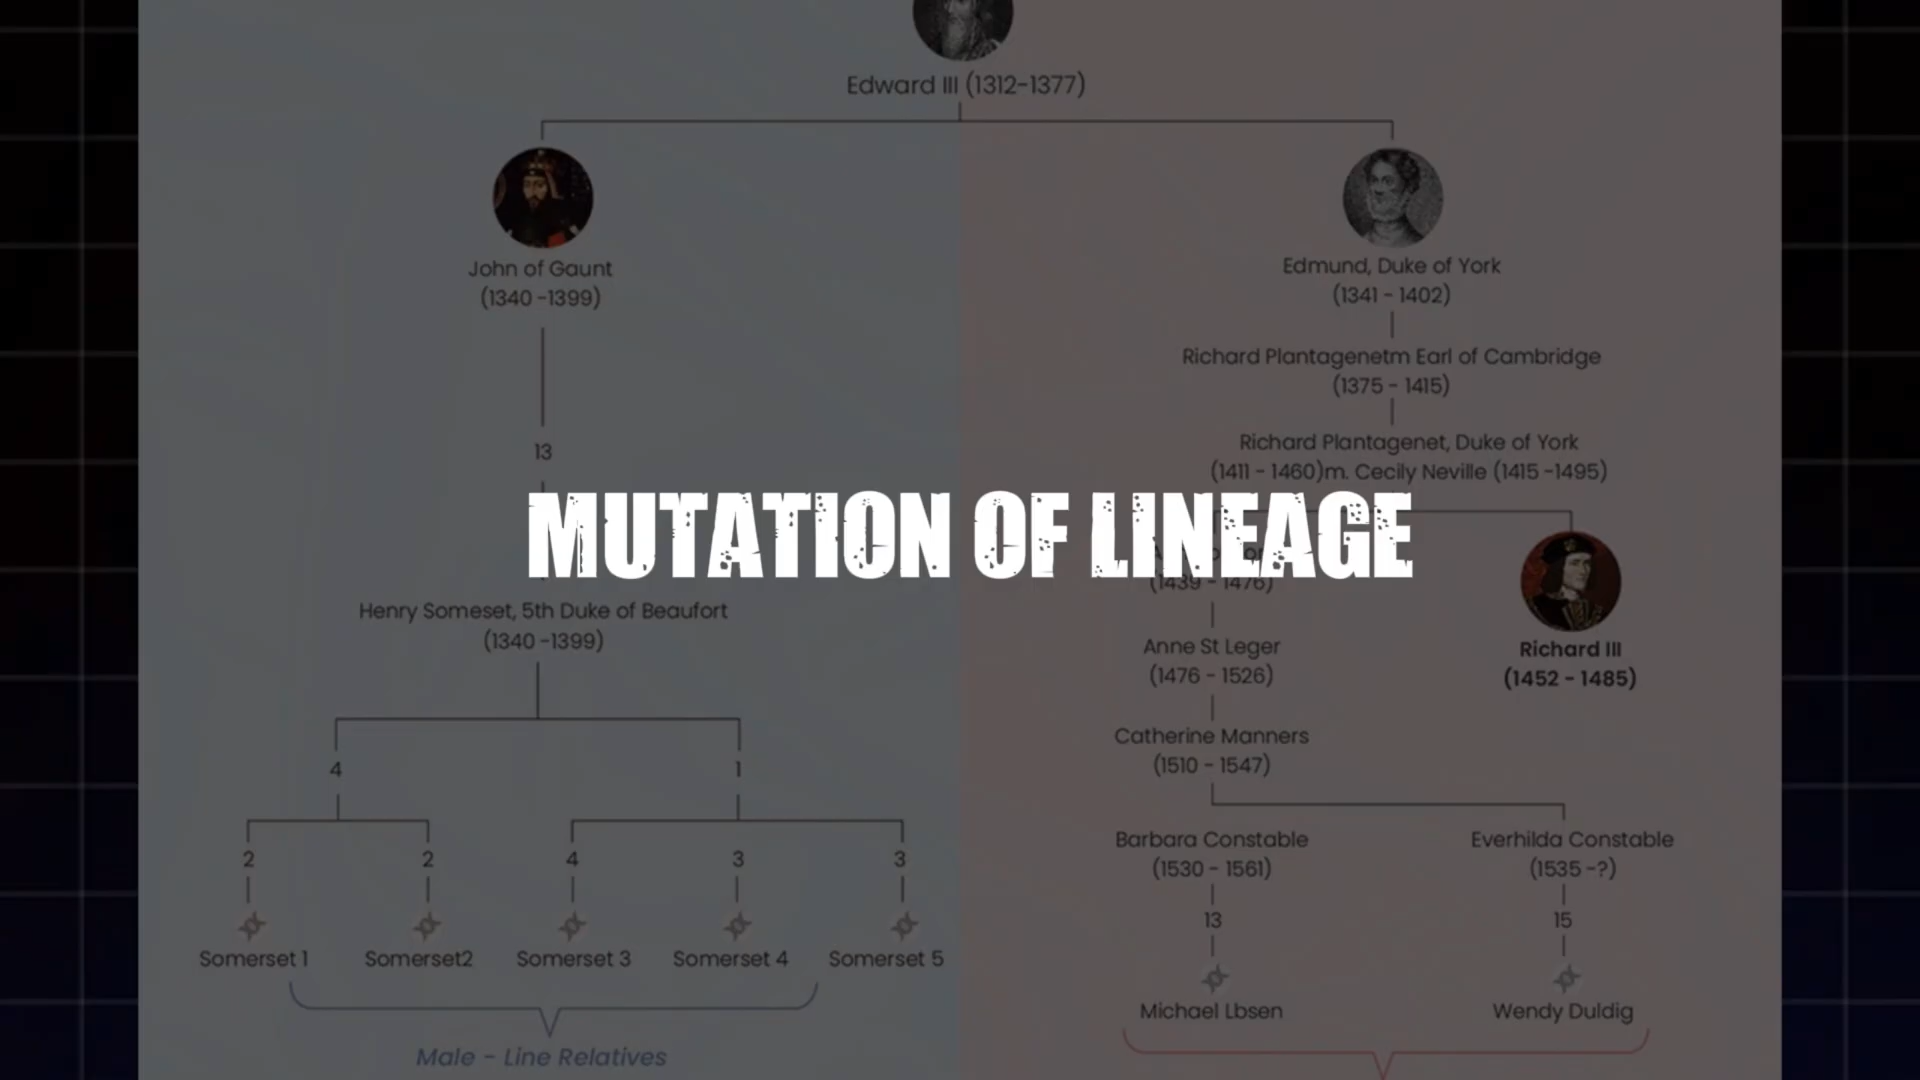 Edward III (1312-1377)
John of Gaunt
(1340 -1399)
Edmund, Duke of York
(1341 - 1402)
Richard Plantagenetm Earl of Cambridge
(1375 - 1415)
13
Richard Plantagenet, Duke of York
(1411 - 1460)m. Cecily Neville (1415 -1495)
MUTATION OF LINEAGE
(1439 - 1476)
Henry Someset, 5th Duke of Beaufort
(1340 -1399)
Anne St Leger
(1476 - 1526)
Richard III
(1452 - 1485)
Catherine Manners
(1510 - 1547)
4
1
Barbara Constable
(1530 - 1561)
Everhilda Constable
(1535 -?)
2
2
4
3
3
13
15
Somerset 1
Somerset2
Somerset 3
Somerset 4
Somerset 5
Michael Lbsen
Wendy Duldig
Male - Line Relatives